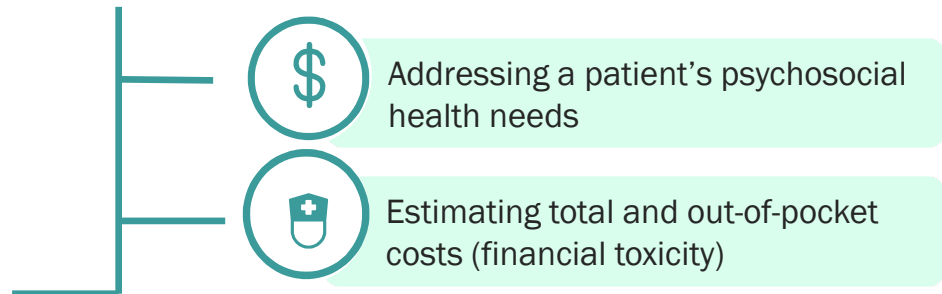 $
Addressing a patient’s psychosocial
health needs
Estimating total and out-of-pocket
costs (financial toxicity)